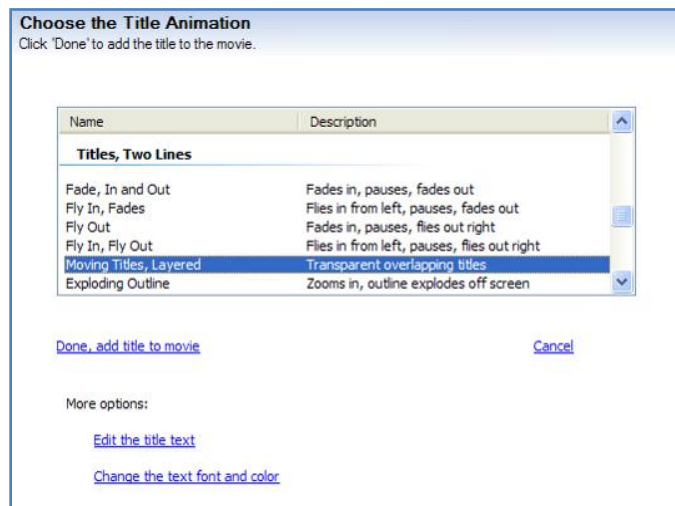 Choose the Title Animation
Click 'Done' to add the title to the movie.
Name Description
Titles, Two Lines
Fade, In and Out Fades in, pauses, fades out
Fly In, Fades Flies in from left, pauses, fades out
Fly Out Fades in, pauses, flies out right
Fly In, Fly Out Flies in from left, pauses, flies out right
Moving Titles, Layered Transparent overlapping titles
Exploding Outline Zooms in, outline explodes off screen
Done, add title to movie Cancel
More options:
Edit the title text
Change the text font and color